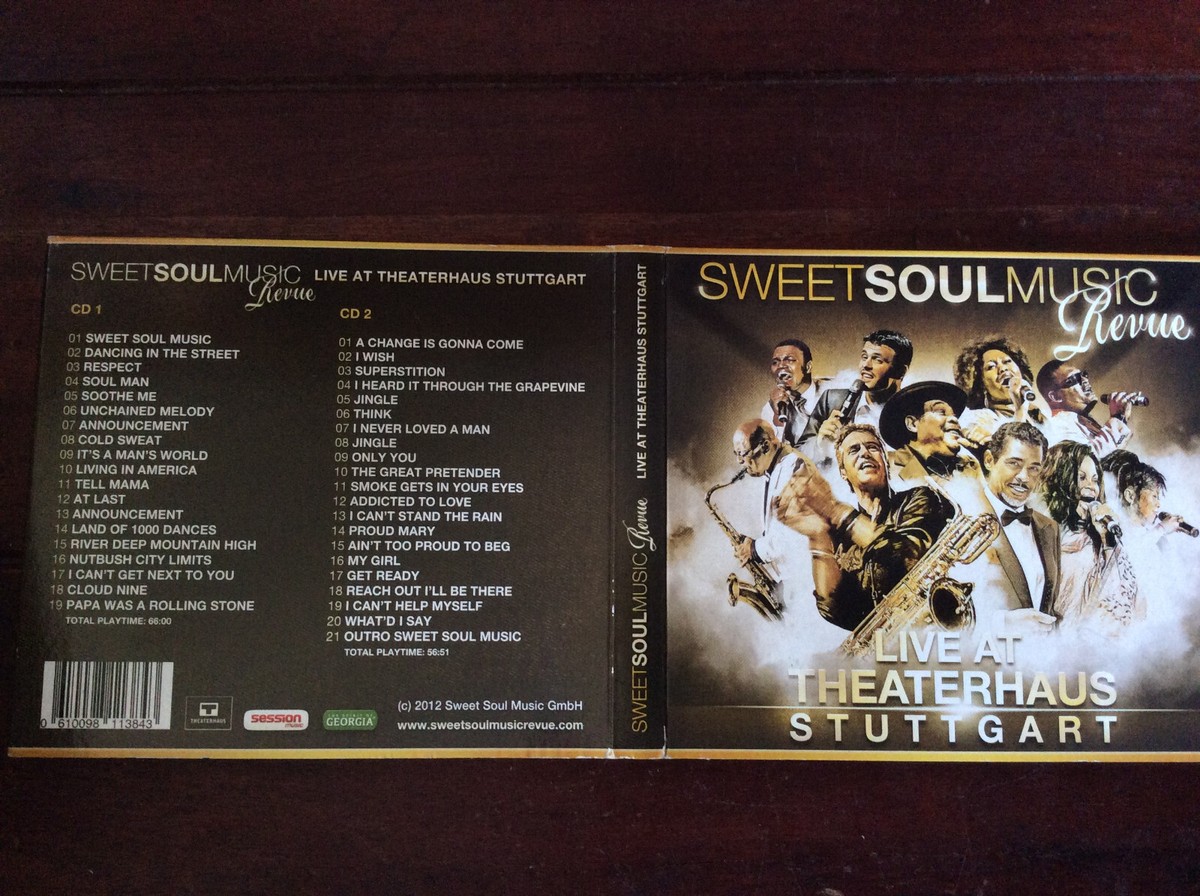 SWEETSOULMUSIC Revue LIVE AT THEATERHAUS STUTTGART
CD 1
01 SWEET SOUL MUSIC
02 DANCING IN THE STREET
03 RESPECT
04 SOUL MAN
05 SOOTHE ME
06 UNCHAINED MELODY
07 ANNOUNCEMENT
08 COLD SWEAT
09 IT'S A MAN'S WORLD
10 LIVING IN AMERICA
11 TELL MAMA
12 AT LAST
13 ANNOUNCEMENT
14 LAND OF 1000 DANCES
15 RIVER DEEP MOUNTAIN HIGH
16 NUTBUSH CITY LIMITS
17 I CAN'T GET NEXT TO YOU
18 CLOUD NINE
19 PAPA WAS A ROLLING STONE
TOTAL PLAYTIME: 66:00
CD 2
01 A CHANGE IS GONNA COME
02 I WISH
03 SUPERSTITION
04 I HEARD IT THROUGH THE GRAPEVINE
05 JINGLE
06 THINK
07 I NEVER LOVED A MAN
08 JINGLE
09 ONLY YOU
10 THE GREAT PRETENDER
11 SMOKE GETS IN YOUR EYES
12 ADDICTED TO LOVE
13 I CAN'T STAND THE RAIN
14 PROUD MARY
15 AIN'T TOO PROUD TO BEG
16 MY GIRL
17 GET READY
18 REACH OUT I'LL BE THERE
19 I CAN'T HELP MYSELF
20 WHAT'D I SAY
21 OUTRO SWEET SOUL MUSIC
TOTAL PLAYTIME: 56:51
0 610098 113843
THEATERHAUS
session music
GEORGIA
(c) 2012 Sweet Soul Music GmbH
www.sweetsoulmusicrevue.com
SWEETSOULMUSIC Revue LIVE AT THEATERHAUS STUTTGART
SWEETSOULMUSIC
Revue
LIVE AT
THEATERHAUS
STUTTGART